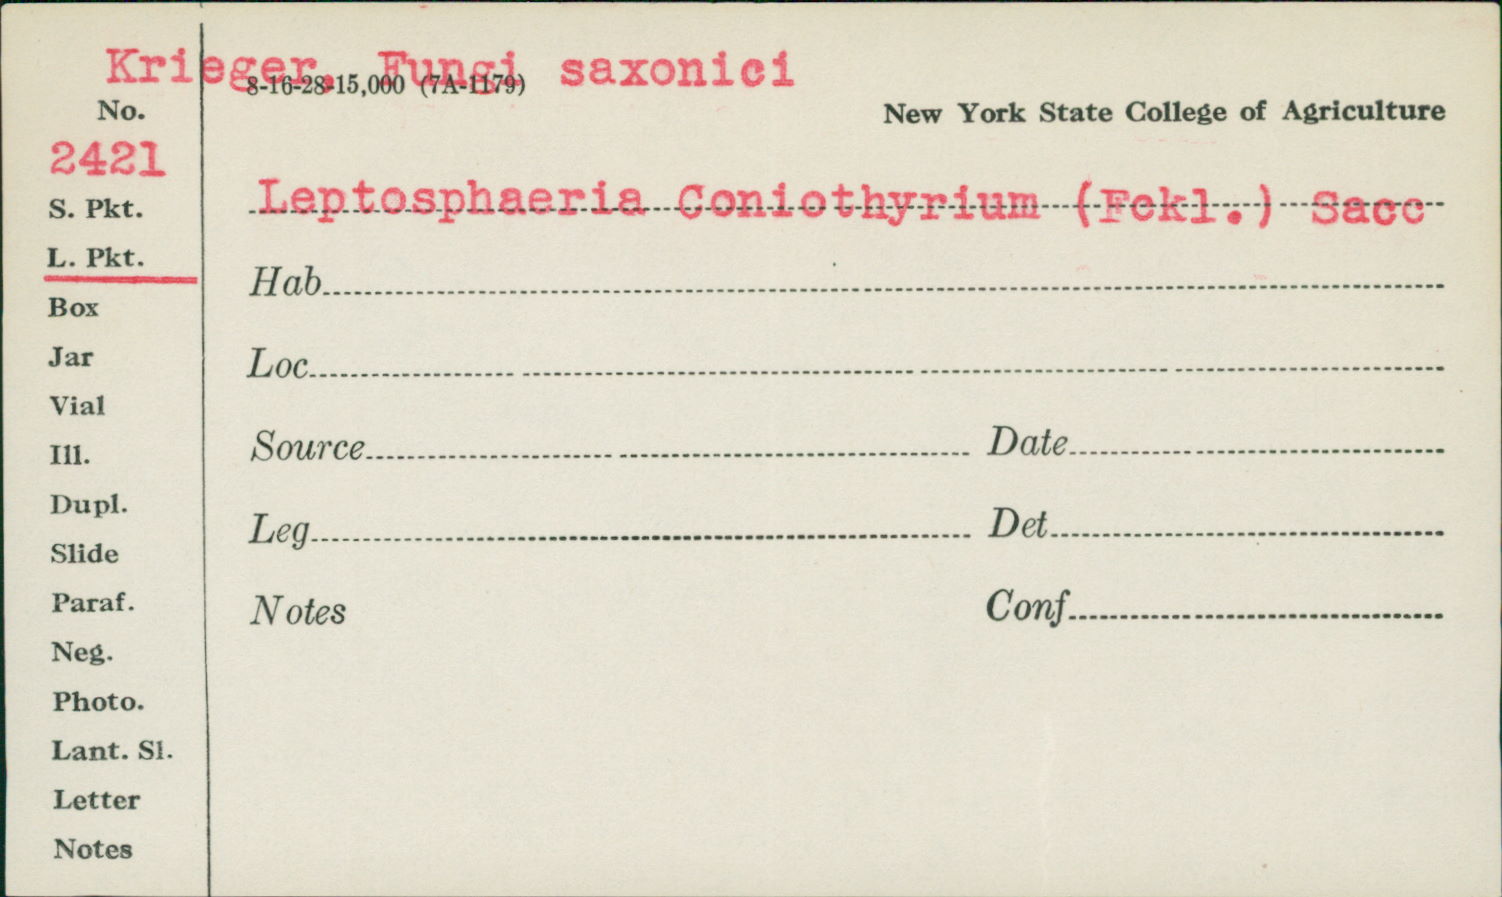 Krieger, Fungi saxonici
8-16-28-15,000 (7A-1179)
No.
New York State College of Agriculture
2421
Leptosphaeria Coniothyrium (Fckl.) Sacc
S. Pkt.
L. Pkt.
Hab
Box
Jar
Loc
Vial
Ill.
Source
Date
Dupl.
Slide
Leg
Det
Paraf.
Notes
Conf
Neg.
Photo.
Lant. Sl.
Letter
Notes